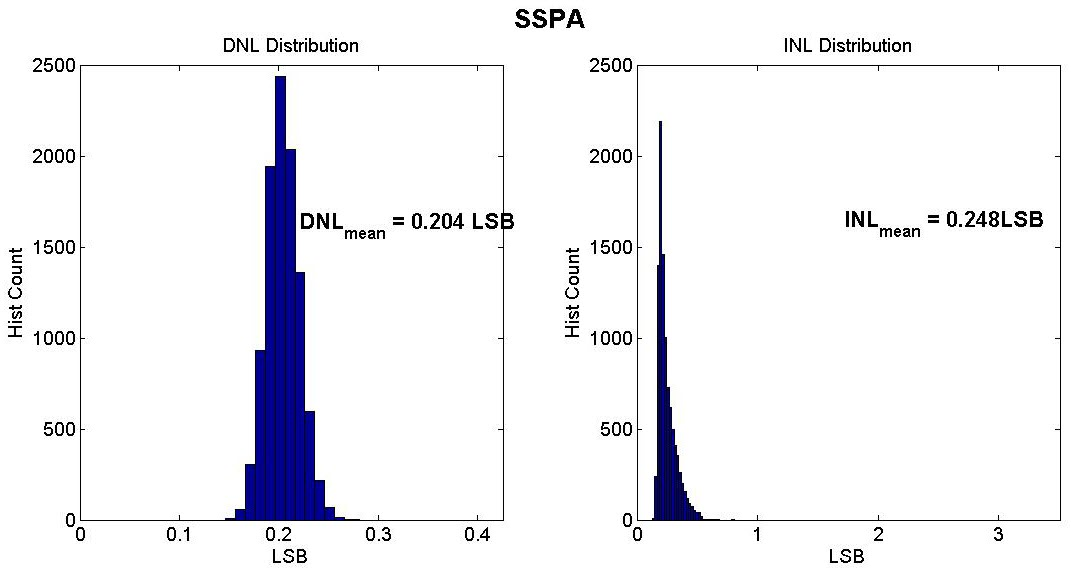 SSPA
DNL Distribution
2500
2000
1500
1000
500
0
Hist Count
DNLmean = 0.204 LSB
0 0.1 0.2 0.3 0.4
LSB
INL Distribution
2500
2000
1500
1000
500
0
Hist Count
INLmean = 0.248LSB
0 1 2 3
LSB